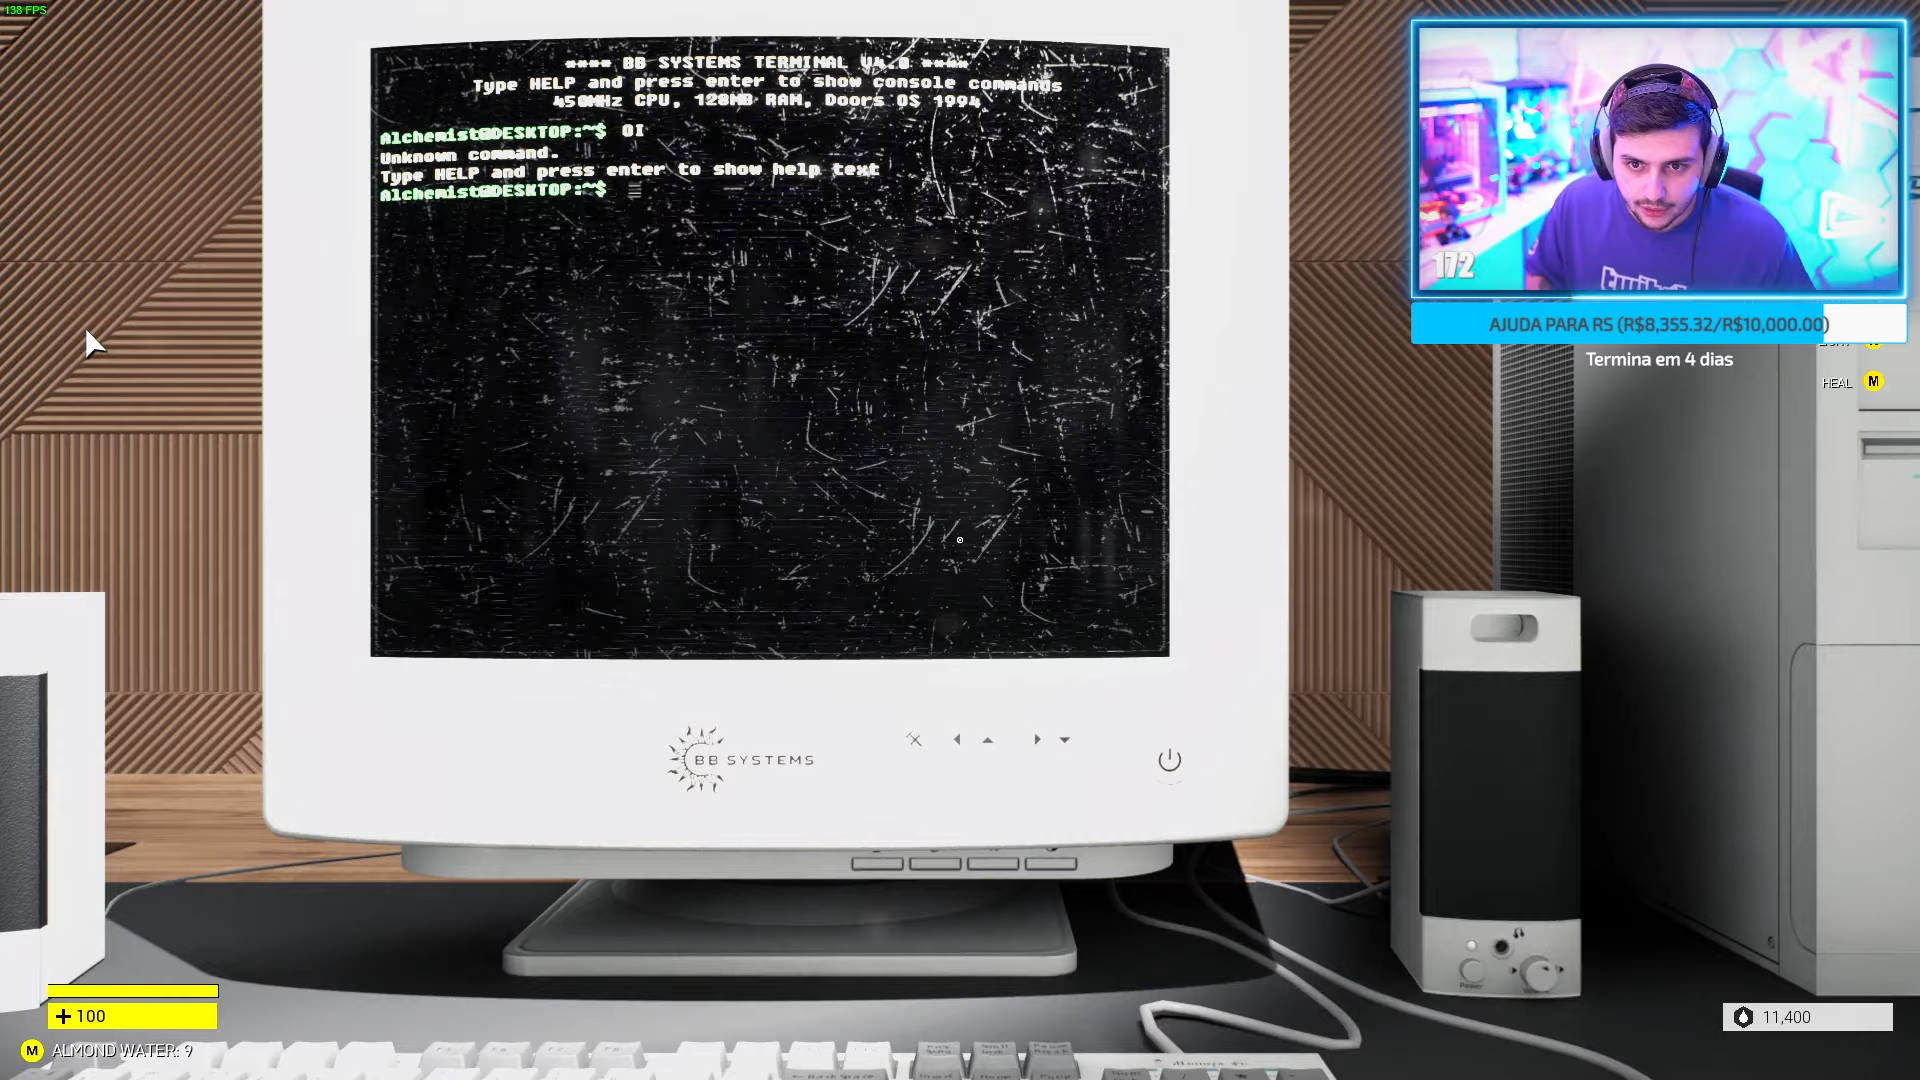 138 FPS
**** BB SYSTEMS TERMINAL V4.0 ****
Type HELP and press enter to show console commands
450MHz CPU, 128MB RAM, Doors OS 1994
Alchemist@DESKTOP:~$ OI
Unknown command.
Type HELP and press enter to show help text
Alchemist@DESKTOP:~$
172
AJUDA PARA RS (R$8,355.32/R$10,000.00)
Termina em 4 dias
HEAL M
BB SYSTEMS
Power
+ 100
M ALMOND WATER: 9
11,400